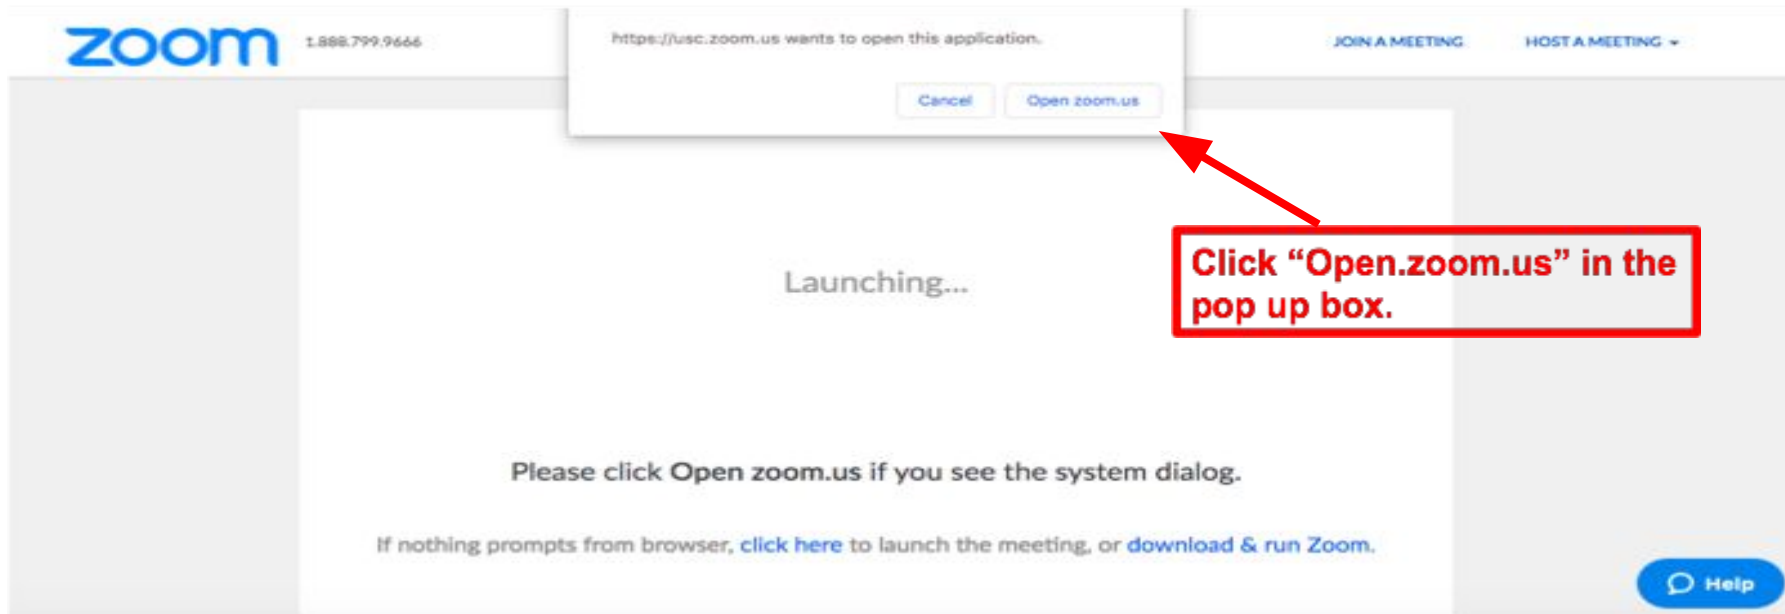 zoom
1.888.799.9666
https://usc.zoom.us wants to open this application.
Cancel
Open zoom.us
JOIN A MEETING
HOST A MEETING
Launching...
Click “Open.zoom.us” in the
pop up box.
Please click Open zoom.us if you see the system dialog.
If nothing prompts from browser, click here to launch the meeting, or download & run Zoom.
Help